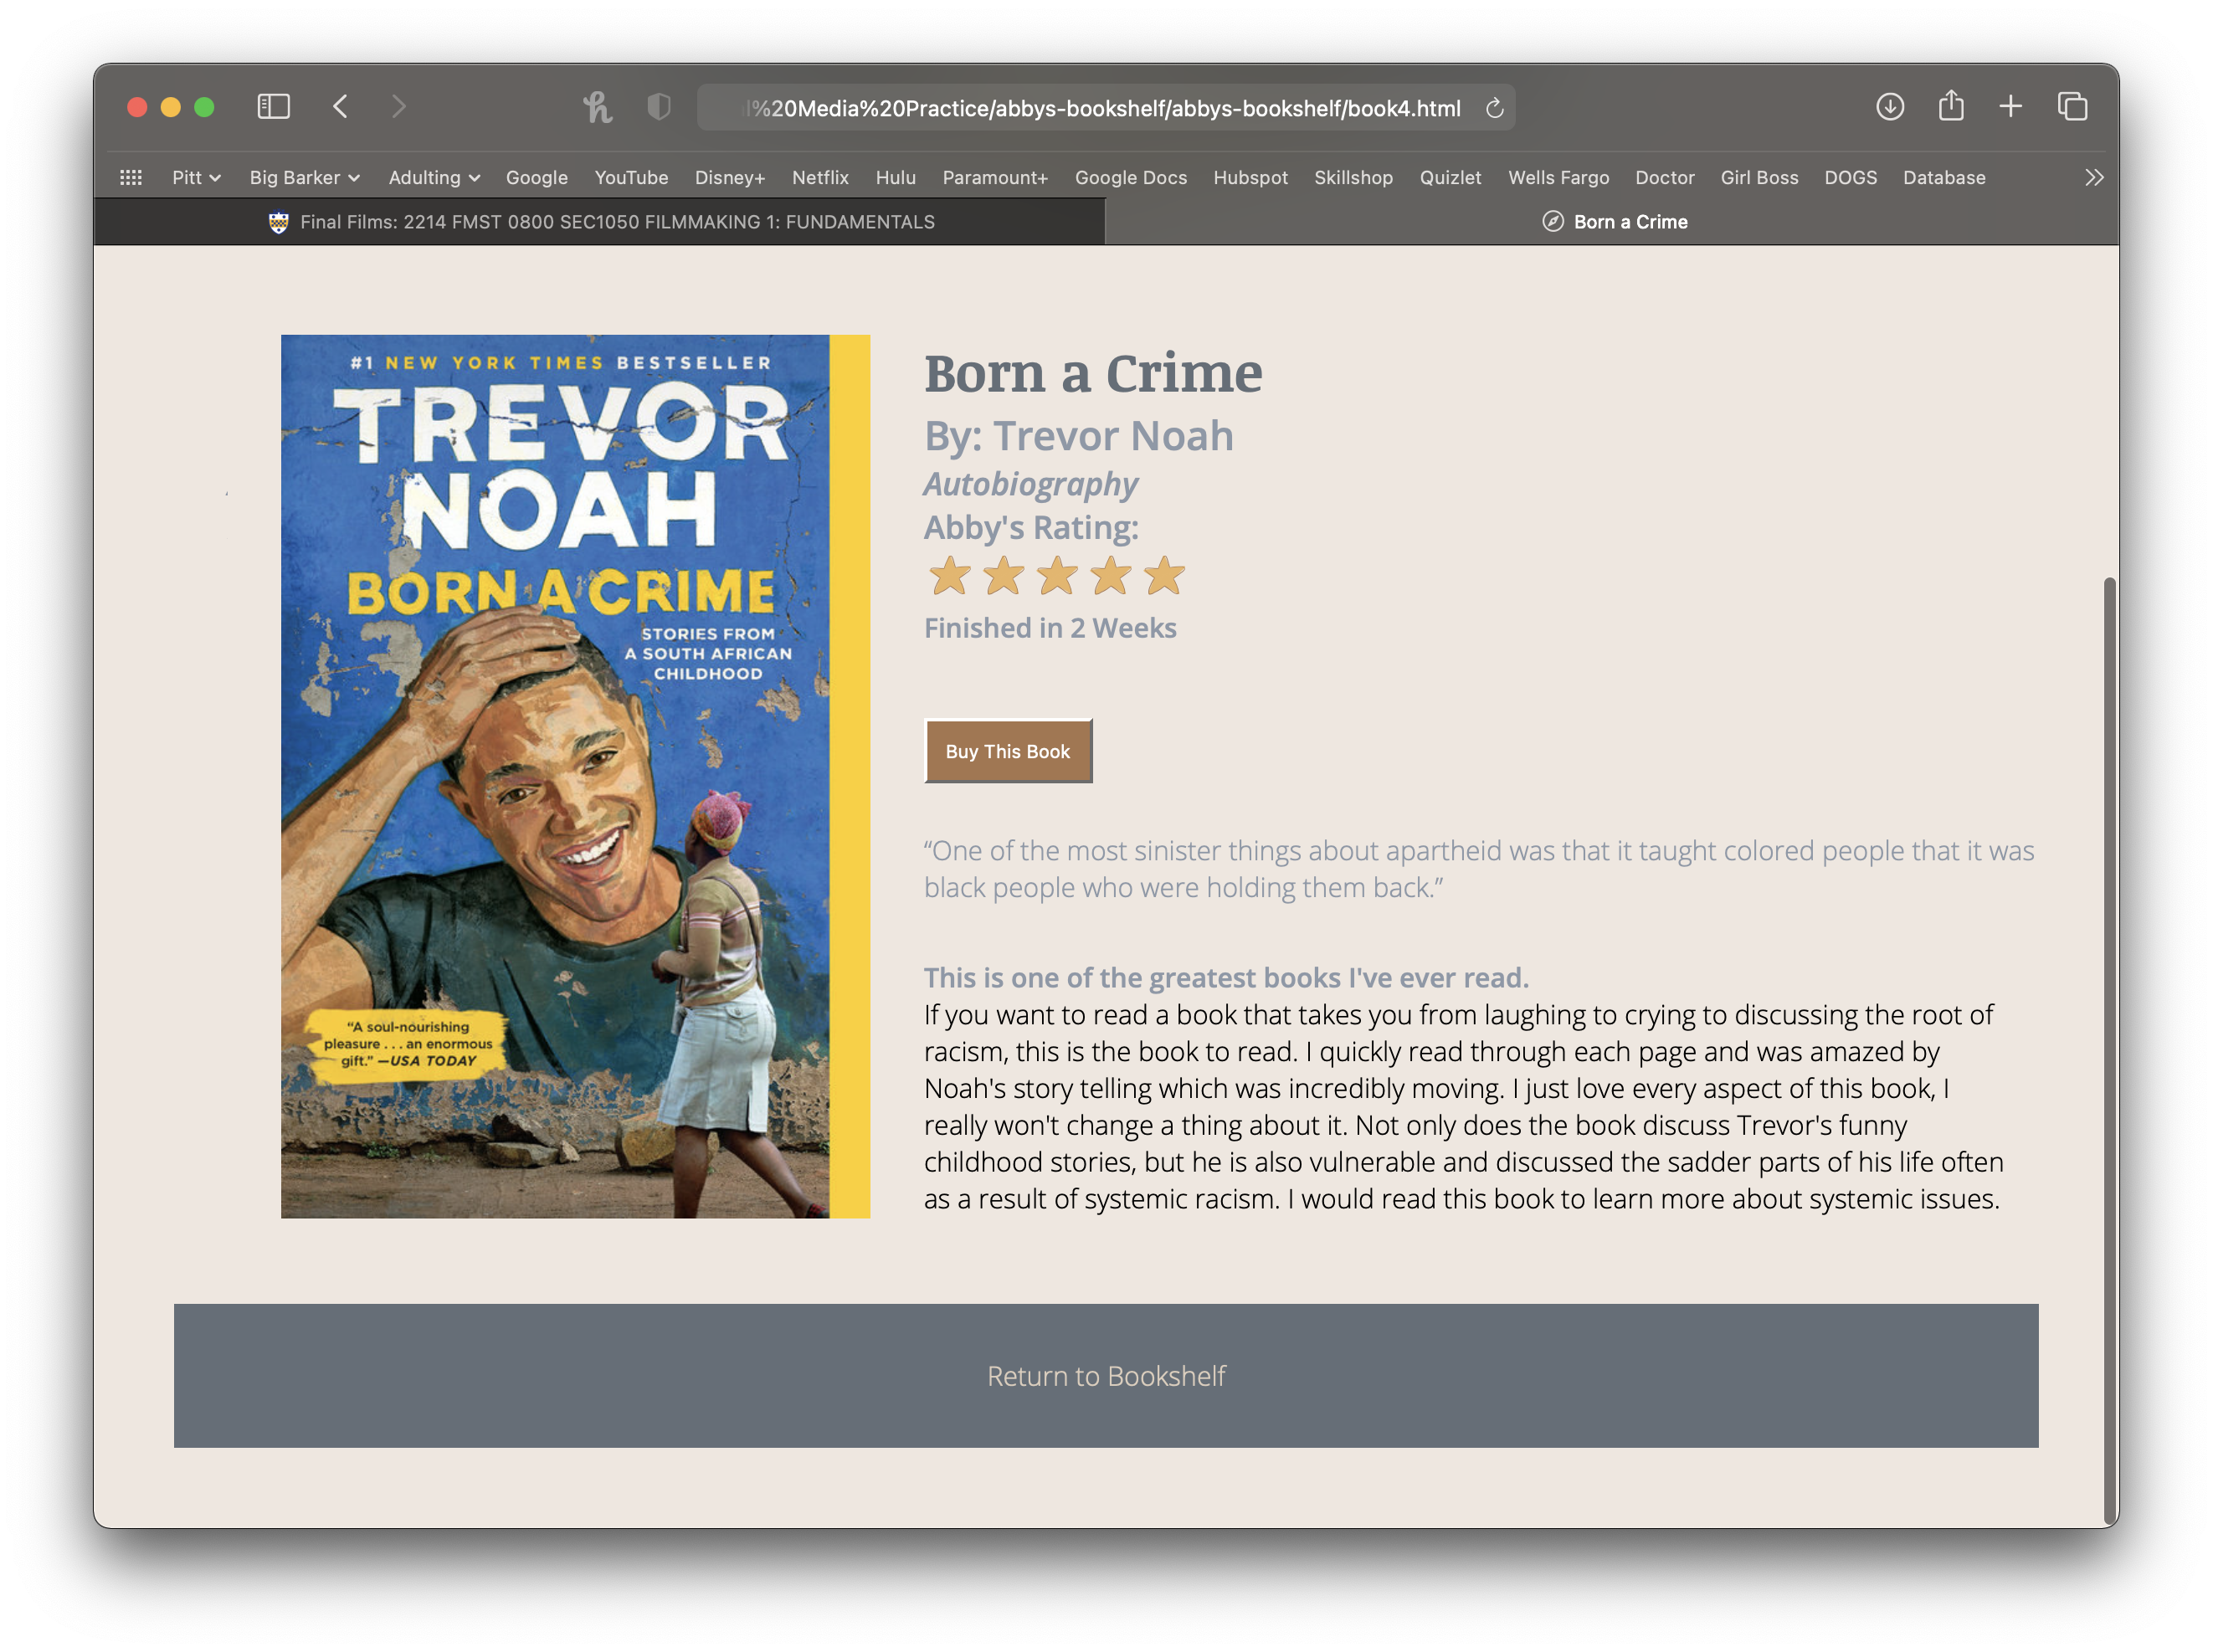 l%20Media%20Practice/abbys-bookshelf/abbys-bookshelf/book4.html
Pitt Big Barker Adulting Google YouTube Disney+ Netflix Hulu Paramount+ Google Docs Hubspot Skillshop Quizlet Wells Fargo Doctor Girl Boss DOGS Database
Final Films: 2214 FMST 0800 SEC1050 FILMMAKING 1: FUNDAMENTALS
Born a Crime
#1 NEW YORK TIMES BESTSELLER
TREVOR
NOAH
BORN A CRIME
STORIES FROM
A SOUTH AFRICAN
CHILDHOOD
“A soul-nourishing
pleasure . . . an enormous
gift.” —USA TODAY
Born a Crime
By: Trevor Noah
Autobiography
Abby's Rating:
Finished in 2 Weeks
Buy This Book
“One of the most sinister things about apartheid was that it taught colored people that it was
black people who were holding them back.”
This is one of the greatest books I've ever read.
If you want to read a book that takes you from laughing to crying to discussing the root of
racism, this is the book to read. I quickly read through each page and was amazed by
Noah's story telling which was incredibly moving. I just love every aspect of this book, I
really won't change a thing about it. Not only does the book discuss Trevor's funny
childhood stories, but he is also vulnerable and discussed the sadder parts of his life often
as a result of systemic racism. I would read this book to learn more about systemic issues.
Return to Bookshelf